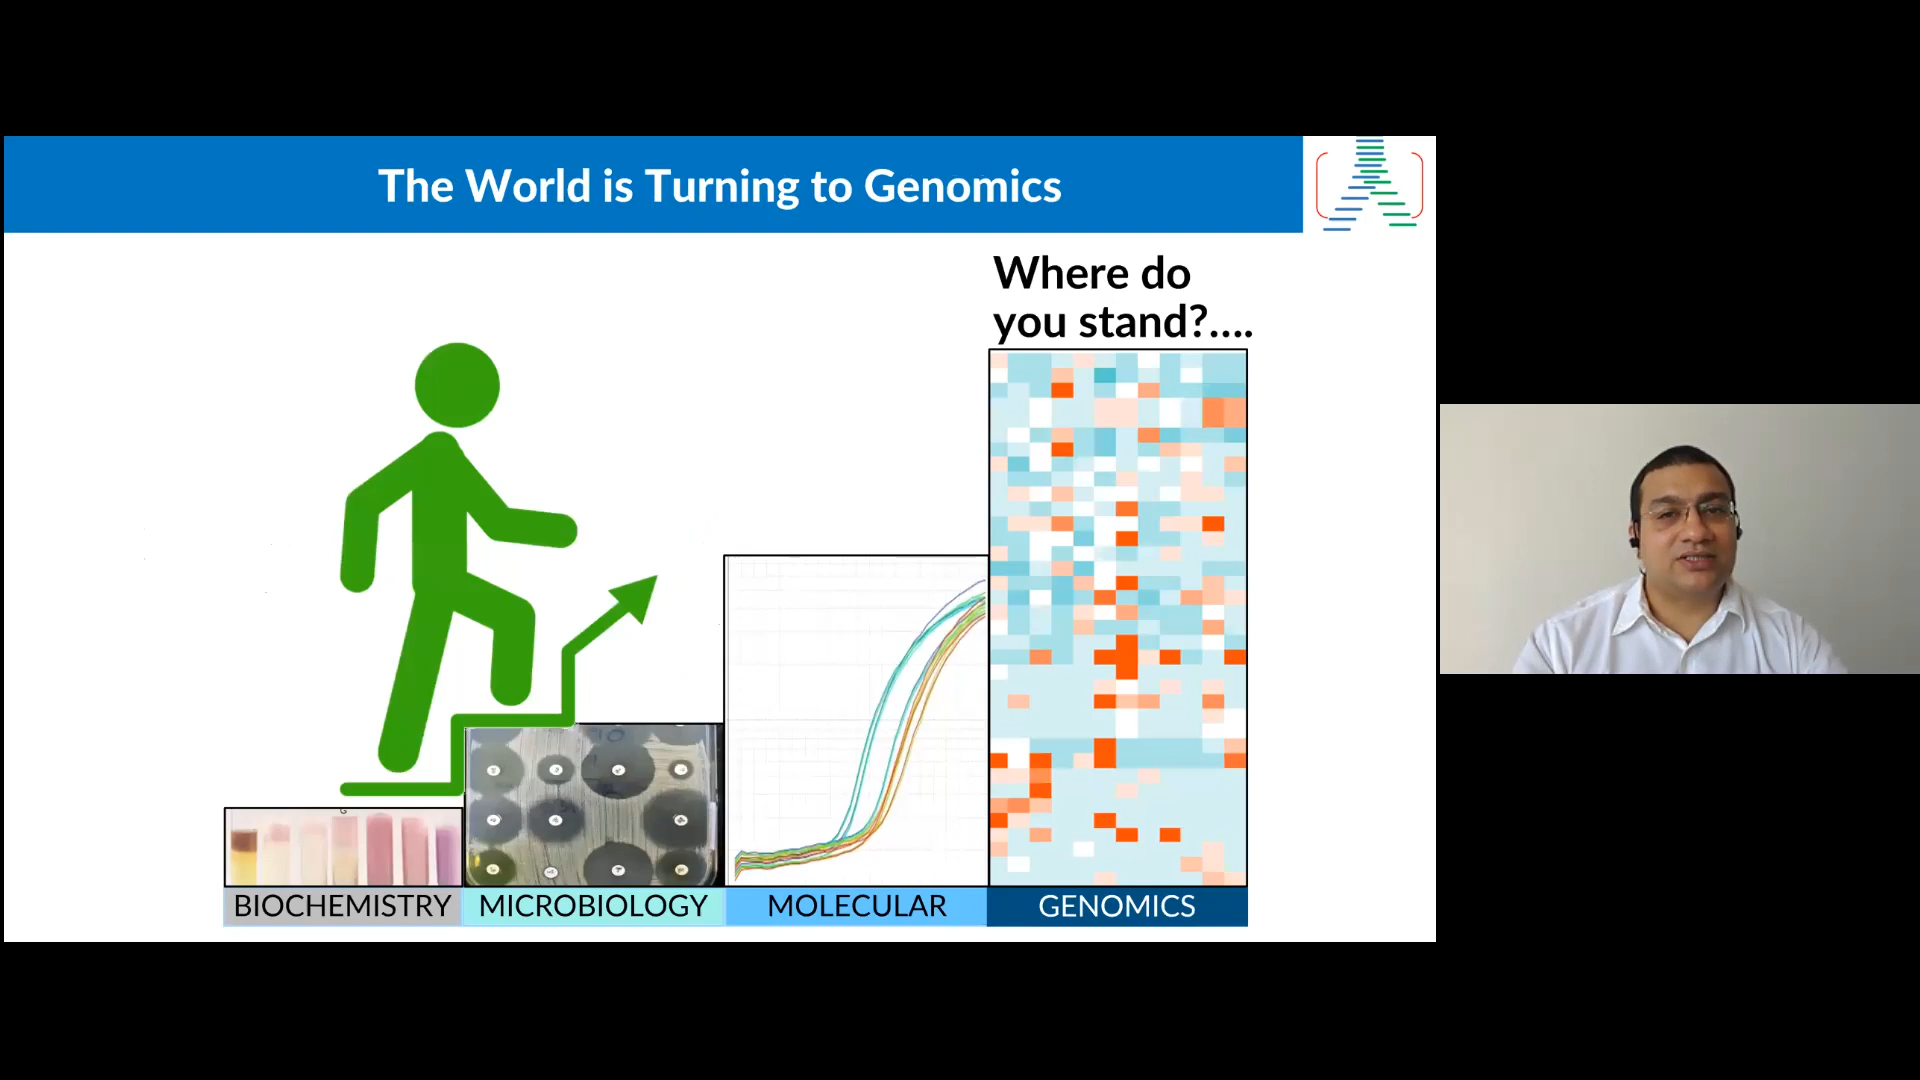 The World is Turning to Genomics
Where do
you stand?....
BIOCHEMISTRY
MICROBIOLOGY
MOLECULAR
GENOMICS